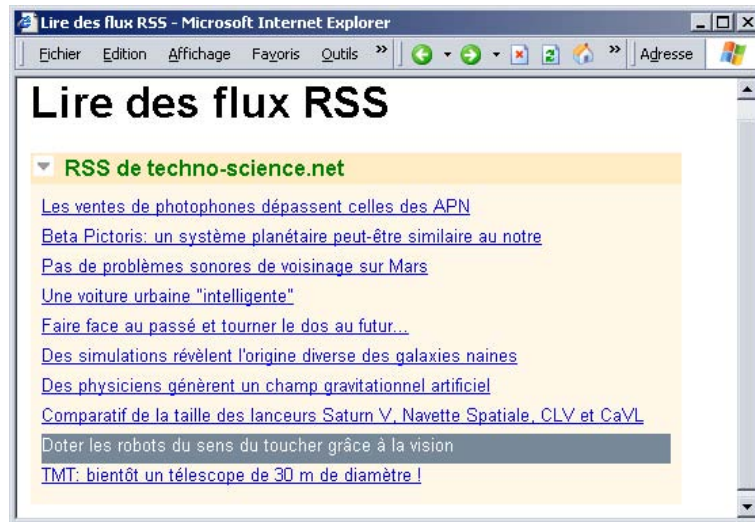 Lire des flux RSS - Microsoft Internet Explorer
Fichier Edition Affichage Favoris Outils » » Adresse
Lire des flux RSS
RSS de techno-science.net
Les ventes de photophones dépassent celles des APN
Beta Pictoris: un système planétaire peut-être similaire au notre
Pas de problèmes sonores de voisinage sur Mars
Une voiture urbaine "intelligente"
Faire face au passé et tourner le dos au futur...
Des simulations révèlent l'origine diverse des galaxies naines
Des physiciens génèrent un champ gravitationnel artificiel
Comparatif de la taille des lanceurs Saturn V, Navette Spatiale, CLV et CaVL
Doter les robots du sens du toucher grâce à la vision
TMT: bientôt un télescope de 30 m de diamètre !